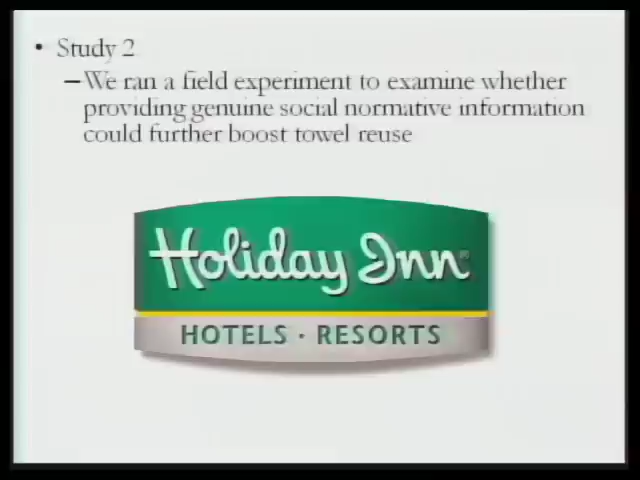 • Study 2
–We ran a field experiment to examine whether
providing genuine social normative information
could further boost towel reuse
Holiday Inn®
HOTELS · RESORTS